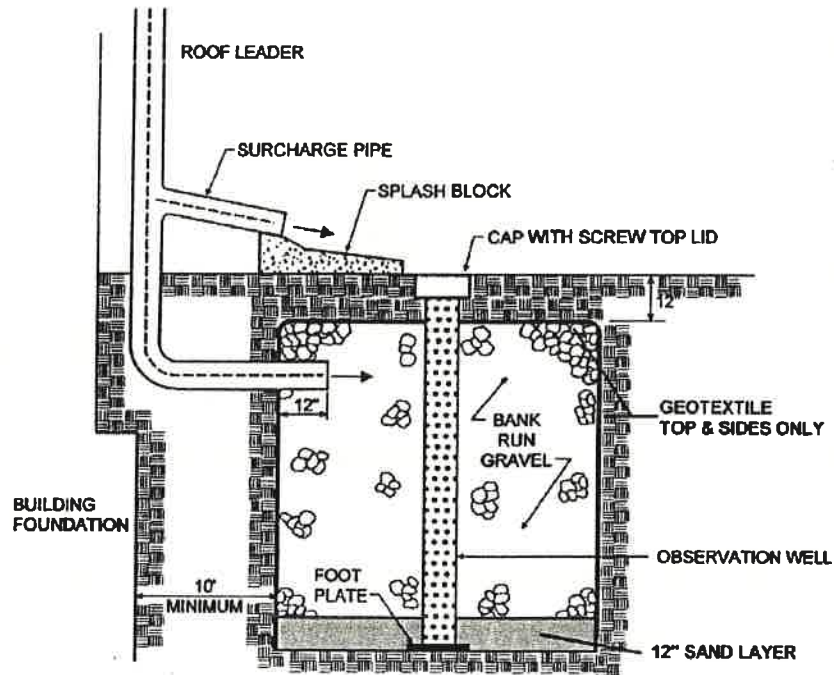 ROOF LEADER
SURCHARGE PIPE
SPLASH BLOCK
CAP WITH SCREW TOP LID
12"
12"
GEOTEXTILE
TOP & SIDES ONLY
BANK
RUN
GRAVEL
BUILDING
FOUNDATION
OBSERVATION WELL
FOOT
PLATE
10'
MINIMUM
12" SAND LAYER